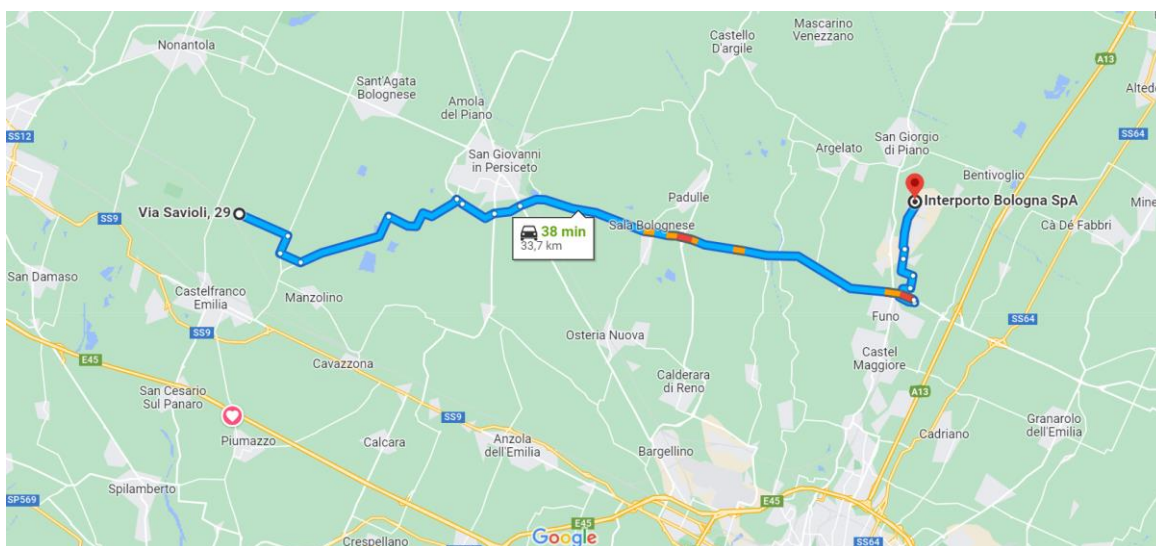 Mascarino
Venezzano
Castello
D'argile
Nonantola
A13
Sant'Agata
Bolognese
Amola
del Piano
SS12
San Giorgio
di Piano
SS64
San Giovanni
in Persiceto
Argelato
Bentivoglio
Padulle
SS9
Via Savioli, 29
Interporto Bologna SpA
38 min
33,7 km
Sala Bolognese
Cà Dé Fabbri
San Damaso
Castelfranco
Emilia
Manzolino
Funo
SS64
SS9
Osteria Nuova
E45
Cavazzona
Castel
Maggiore
Calderara
di Reno
A13
San Cesario
Sul Panaro
SS9
Piumazzo
Calcara
Anzola
dell'Emilia
Bargellino
Cadriano
Granarolo
dell'Emilia
Spilamberto
SP569
E45
E45
Crespellano
Google
SS64